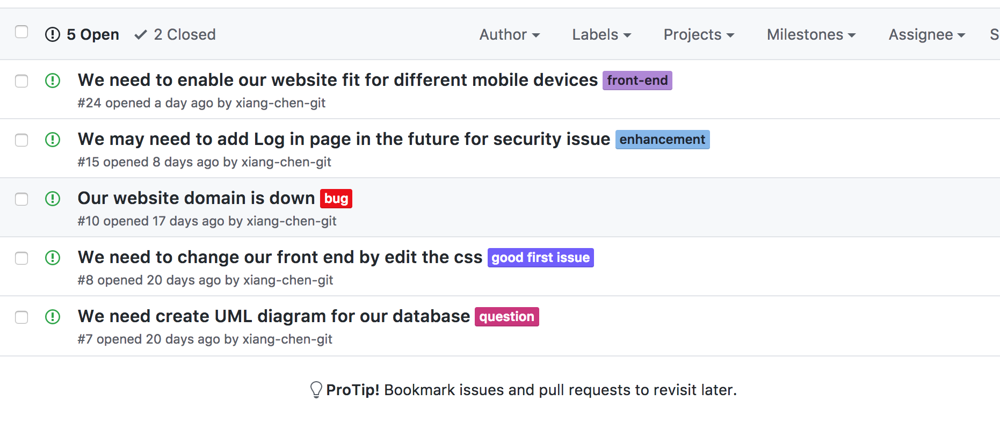 5 Open 2 Closed Author Labels Projects Milestones Assignee S
We need to enable our website fit for different mobile devices front-end
#24 opened a day ago by xiang-chen-git
We may need to add Log in page in the future for security issue enhancement
#15 opened 8 days ago by xiang-chen-git
Our website domain is down bug
#10 opened 17 days ago by xiang-chen-git
We need to change our front end by edit the css good first issue
#8 opened 20 days ago by xiang-chen-git
We need create UML diagram for our database question
#7 opened 20 days ago by xiang-chen-git
ProTip! Bookmark issues and pull requests to revisit later.